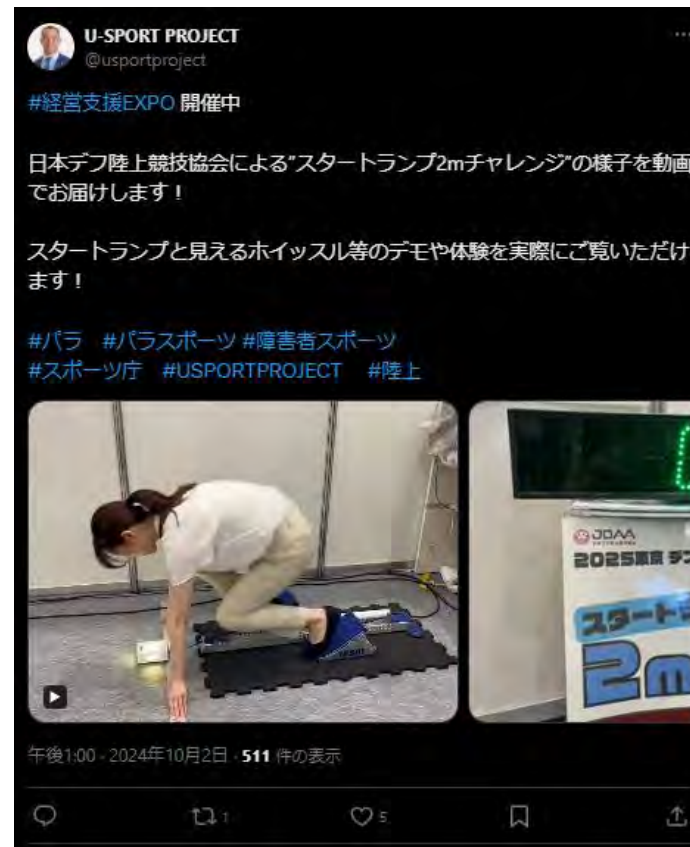 U-SPORT PROJECT
@usportproject
#経営支援EXPO 開催中
日本デフ陸上競技協会による"スタートランプ2mチャレンジ"の様子を動画
でお届けします！
スタートランプと見えるホイッスル等のデモや体験を実際にご覧いただけ
ます！
#パラ #パラスポーツ #障害者スポーツ
#スポーツ庁 #USPORTPROJECT #陸上
JDAA
2025東京 デフ
スタートラ
2m
午後1:00 · 2024年10月2日 · 511 件の表示
1
5